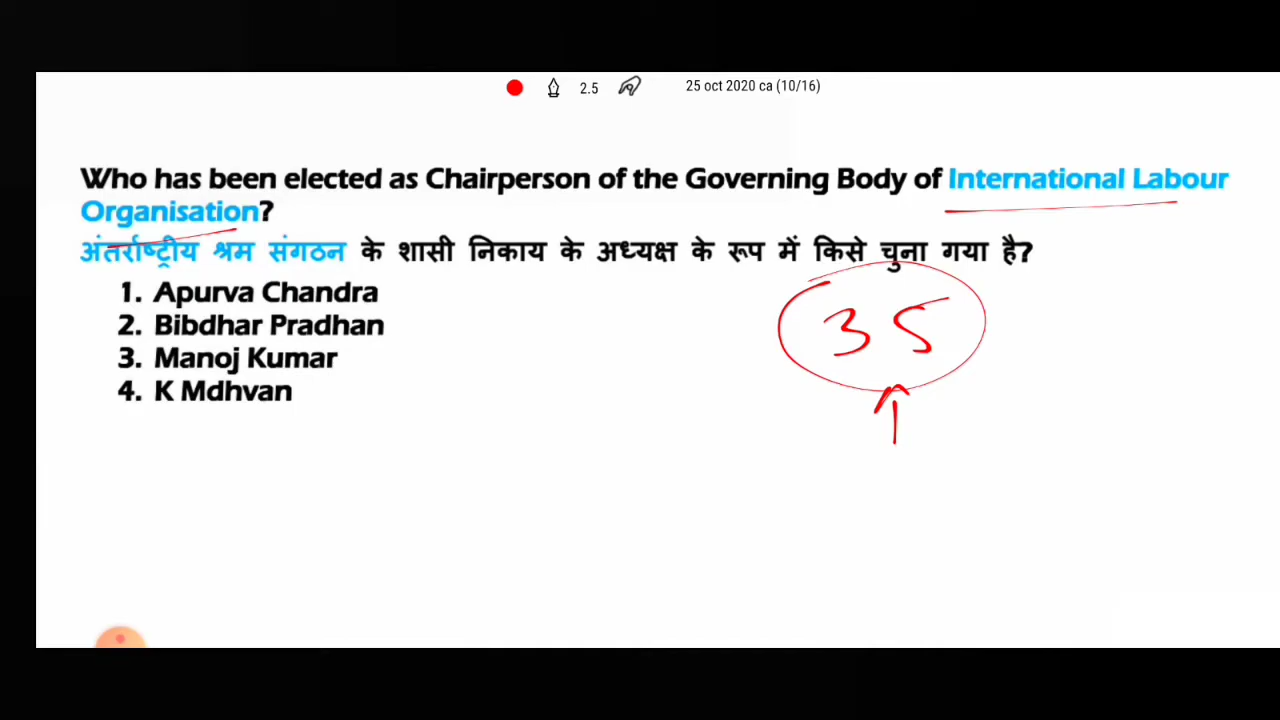 2.5 25 oct 2020 ca (10/16)
Who has been elected as Chairperson of the Governing Body of International Labour
Organisation?
अंतर्राष्ट्रीय श्रम संगठन के शासी निकाय के अध्यक्ष के रूप में किसे चुना गया है?
1. Apurva Chandra
2. Bibdhar Pradhan
3. Manoj Kumar
4. K Mdhvan
35